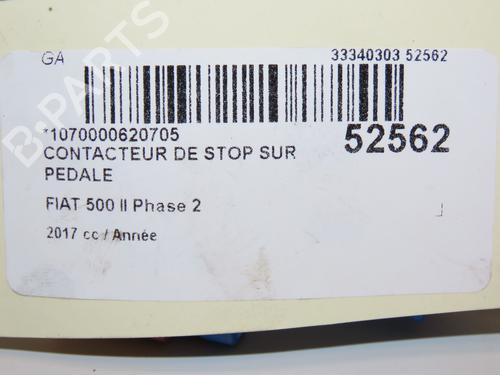 GA 33340303 52562
*1070000620705
52562
CONTACTEUR DE STOP SUR
PEDALE
FIAT 500 II Phase 2
2017 cc / Année
B-PARTS